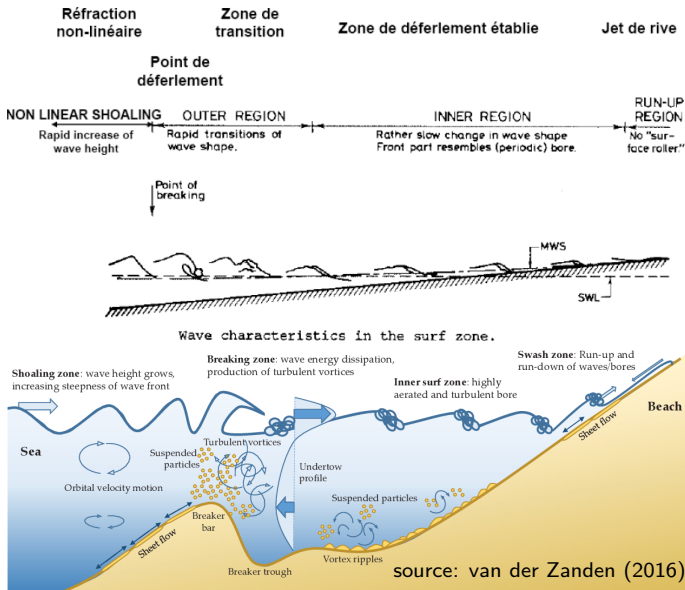 Réfraction
non-linéaire
Zone de
transition
Zone de déferlement établie
Jet de rive
Point de
déferlement
NON LINEAR SHOALING
OUTER REGION
INNER REGION
RUN-UP
REGION
Rapid increase of
wave height
Rapid transitions of
wave shape.
Rather slow change in wave shape
Front part resembles (periodic) bore.
No "sur-
face roller."
Point of
breaking
MWS
SWL
Wave characteristics in the surf zone.
Shoaling zone: wave height grows,
increasing steepness of wave front
Breaking zone: wave energy dissipation,
production of turbulent vortices
Inner surf zone: highly
aerated and turbulent bore
Swash zone: Run-up and
run-down of waves/bores
Beach
Sea
Sheet flow
Turbulent vortices
Suspended
particles
Orbital velocity motion
Undertow
profile
Suspended particles
Sheet flow
Breaker
bar
Breaker trough
Vortex ripples
source: van der Zanden (2016)